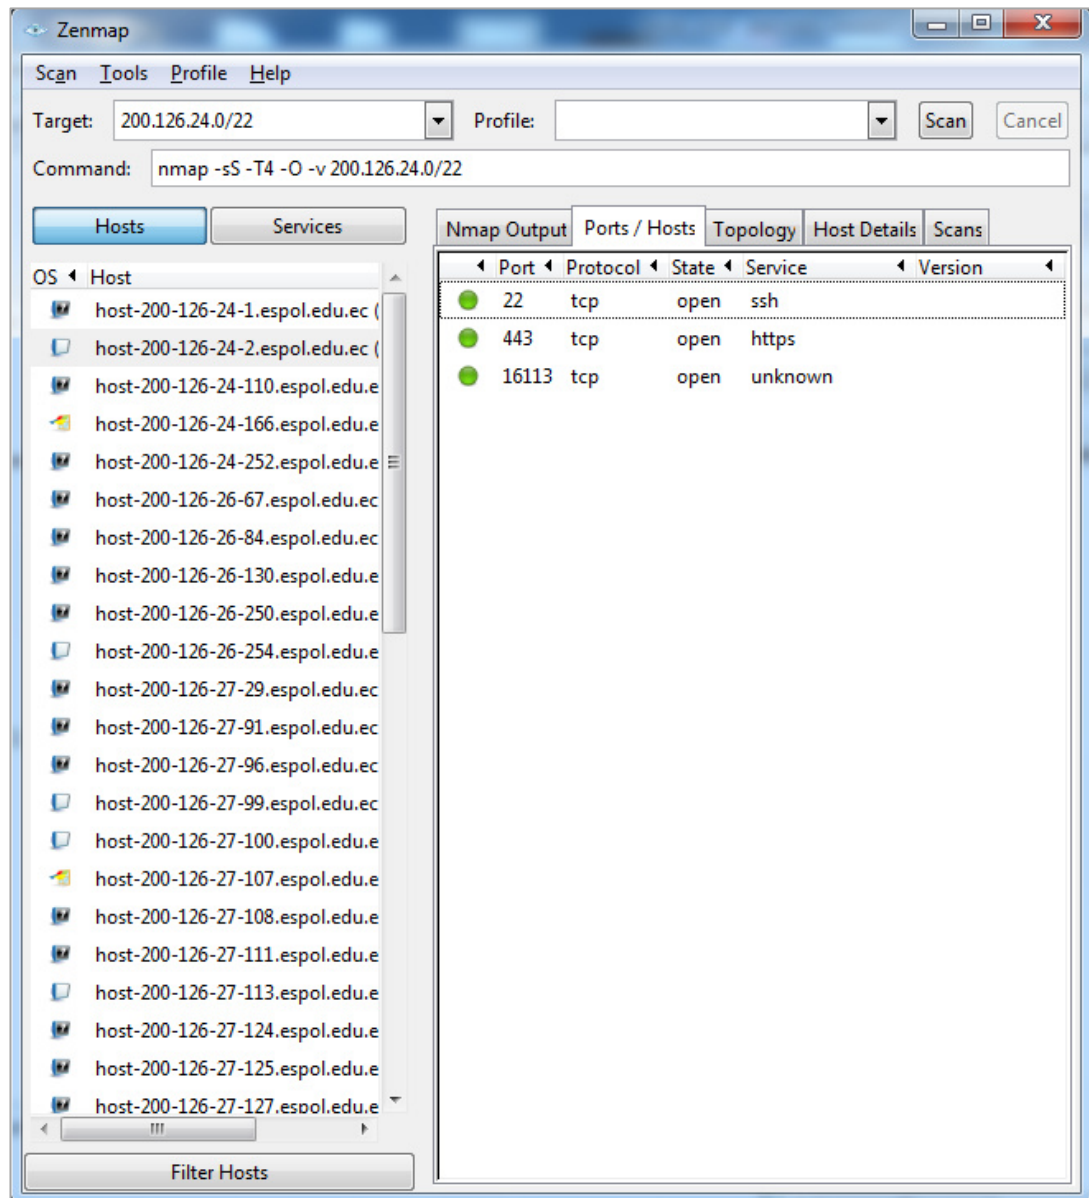 Zenmap
Scan Tools Profile Help
Target: 200.126.24.0/22 Profile: Scan Cancel
Command: nmap -sS -T4 -O -v 200.126.24.0/22
Hosts Services
Nmap Output Ports / Hosts Topology Host Details Scans
OS Host
Port Protocol State Service Version
host-200-126-24-1.espol.edu.ec (
22 tcp open ssh
host-200-126-24-2.espol.edu.ec (
443 tcp open https
host-200-126-24-110.espol.edu.e
16113 tcp open unknown
host-200-126-24-166.espol.edu.e
host-200-126-24-252.espol.edu.e
host-200-126-26-67.espol.edu.ec
host-200-126-26-84.espol.edu.ec
host-200-126-26-130.espol.edu.e
host-200-126-26-250.espol.edu.e
host-200-126-26-254.espol.edu.e
host-200-126-27-29.espol.edu.ec
host-200-126-27-91.espol.edu.ec
host-200-126-27-96.espol.edu.ec
host-200-126-27-99.espol.edu.ec
host-200-126-27-100.espol.edu.e
host-200-126-27-107.espol.edu.e
host-200-126-27-108.espol.edu.e
host-200-126-27-111.espol.edu.e
host-200-126-27-113.espol.edu.e
host-200-126-27-124.espol.edu.e
host-200-126-27-125.espol.edu.e
host-200-126-27-127.espol.edu.e
Filter Hosts